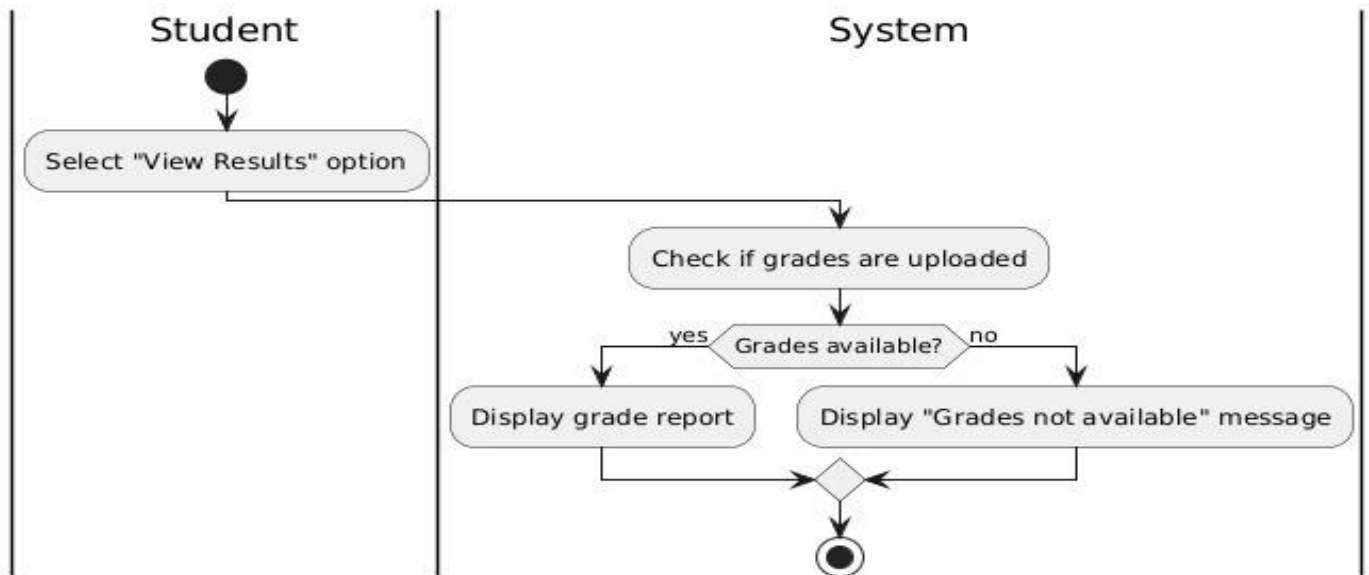 Student
System
Select "View Results" option
Check if grades are uploaded
yes
Grades available?
no
Display grade report
Display "Grades not available" message